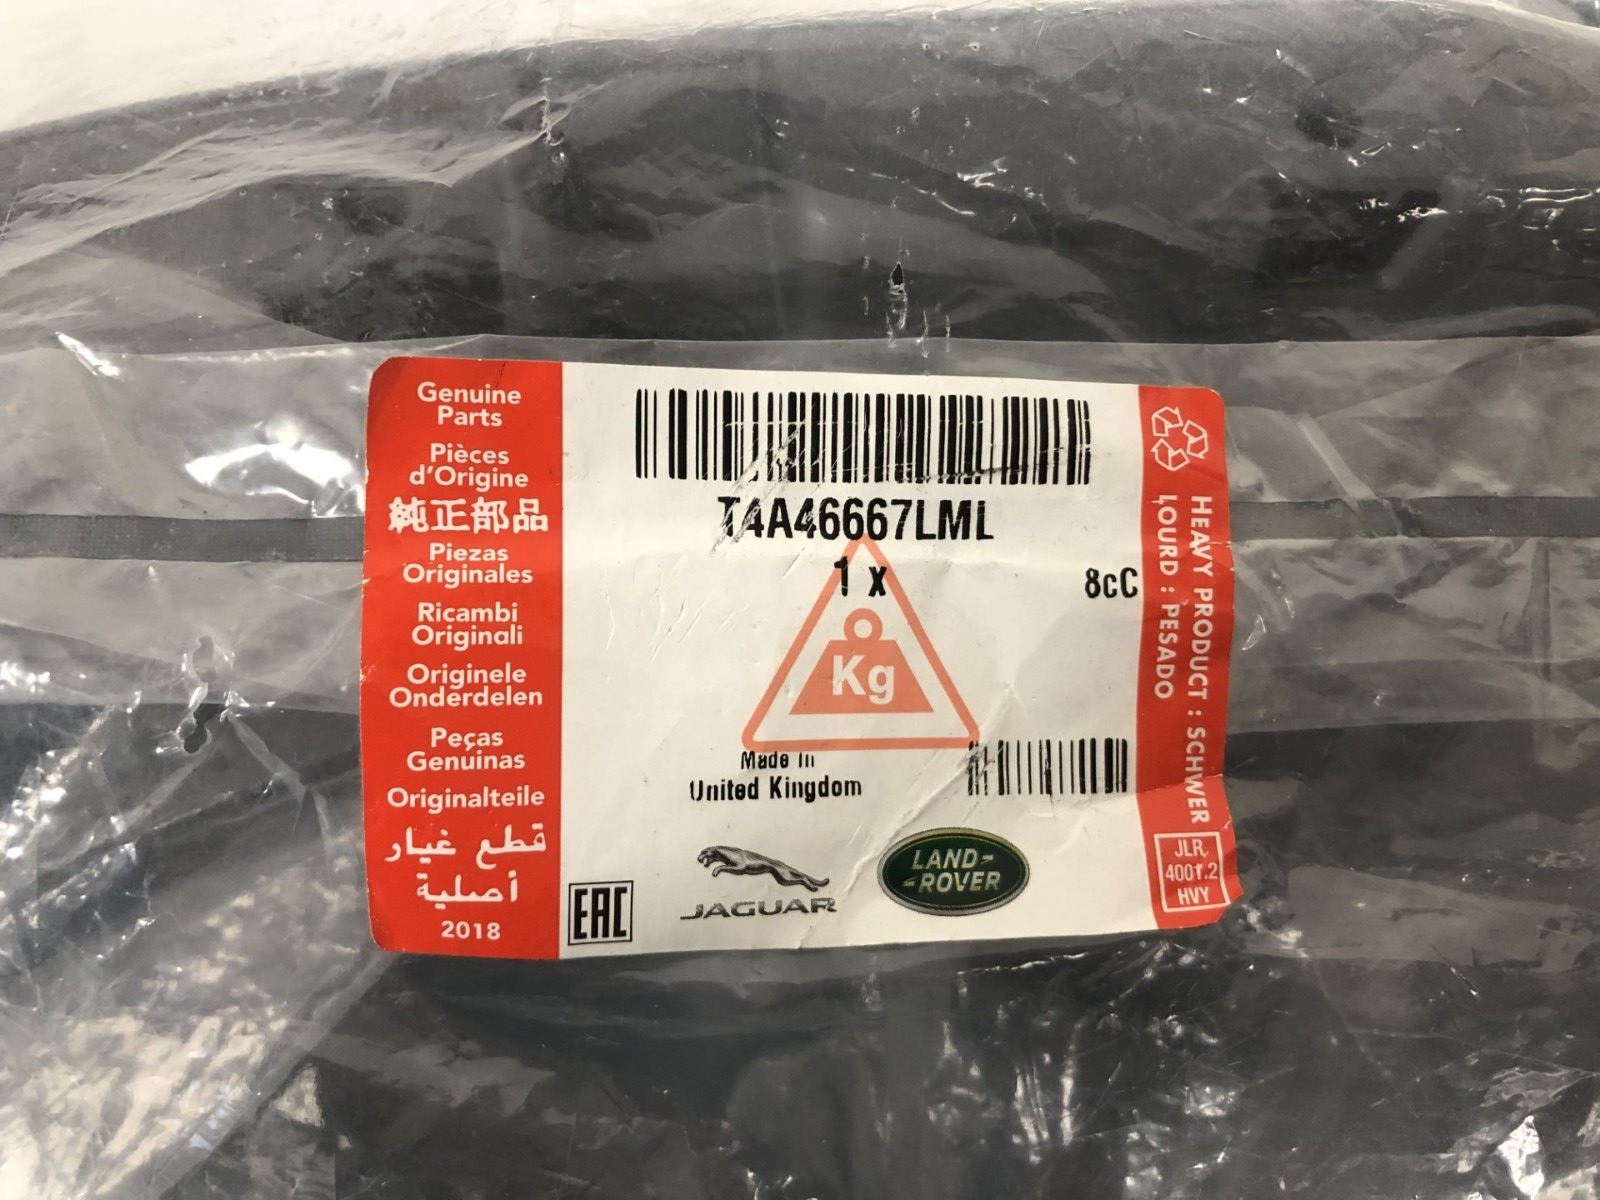 Genuine
Parts
Pièces
d'Origine
純正部品
Piezas
Originales
Ricambi
Originali
Originele
Onderdelen
Peças
Genuinas
Originalteile
قطع غيار
أصلية
2018
T4A46667LML
1 x
8cC
Kg
Made in
United Kingdom
EAC
JAGUAR
LAND-
ROVER
HEAVY PRODUCT : SCHWER
LOURD : PESADO
JLR
4001.2
HVY